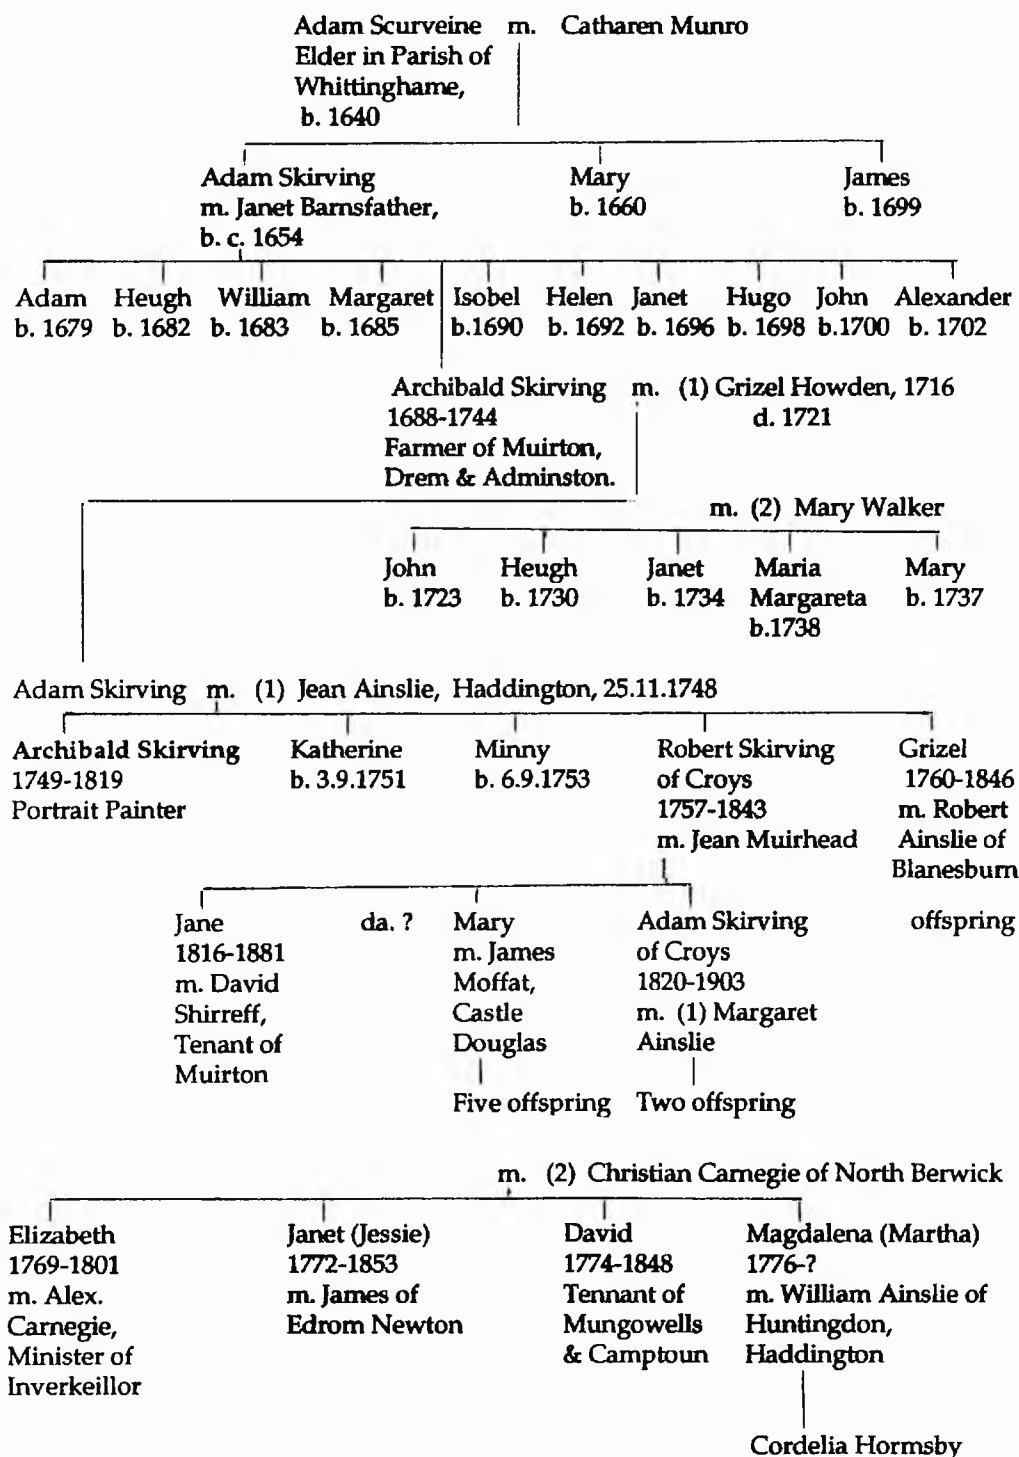 Adam Scurveine m. Catharen Munro
Elder in Parish of
Whittinghame,
b. 1640
Adam Skirving
m. Janet Barnsfather,
b. c. 1654
Mary
b. 1660
James
b. 1699
Adam
b. 1679
Heugh
b. 1682
William
b. 1683
Margaret
b. 1685
Isobel
b.1690
Helen
b. 1692
Janet
b. 1696
Hugo
b. 1698
John
b.1700
Alexander
b. 1702
Archibald Skirving m. (1) Grizel Howden, 1716
1688-1744 d. 1721
Farmer of Muirton,
Drem & Adminston.
m. (2) Mary Walker
John
b. 1723
Heugh
b. 1730
Janet
b. 1734
Maria
Margareta
b.1738
Mary
b. 1737
Adam Skirving m. (1) Jean Ainslie, Haddington, 25.11.1748
Archibald Skirving
1749-1819
Portrait Painter
Katherine
b. 3.9.1751
Minny
b. 6.9.1753
Robert Skirving
of Croys
1757-1843
m. Jean Muirhead
Grizel
1760-1846
m. Robert
Ainslie of
Blanesburn
offspring
Jane
1816-1881
m. David
Shirreff,
Tenant of
Muirton
da. ?
Mary
m. James
Moffat,
Castle
Douglas
Five offspring
Adam Skirving
of Croys
1820-1903
m. (1) Margaret
Ainslie
Two offspring
m. (2) Christian Carnegie of North Berwick
Elizabeth
1769-1801
m. Alex.
Carnegie,
Minister of
Inverkeillor
Janet (Jessie)
1772-1853
m. James of
Edrom Newton
David
1774-1848
Tennant of
Mungowells
& Camptoun
Magdalena (Martha)
1776-?
m. William Ainslie of
Huntingdon,
Haddington
Cordelia Hormsby